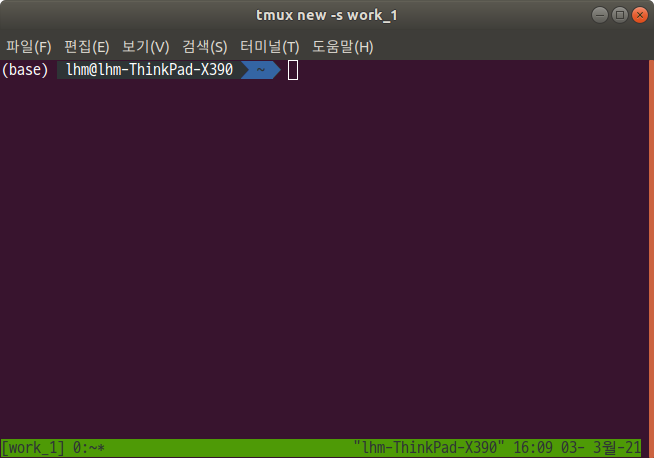 tmux new -s work_1
파일(F) 편집(E) 보기(V) 검색(S) 터미널(T) 도움말(H)
(base) lhm@lhm-ThinkPad-X390 ~
[work_1] 0:~* "lhm-ThinkPad-X390" 16:09 03- 3월-21